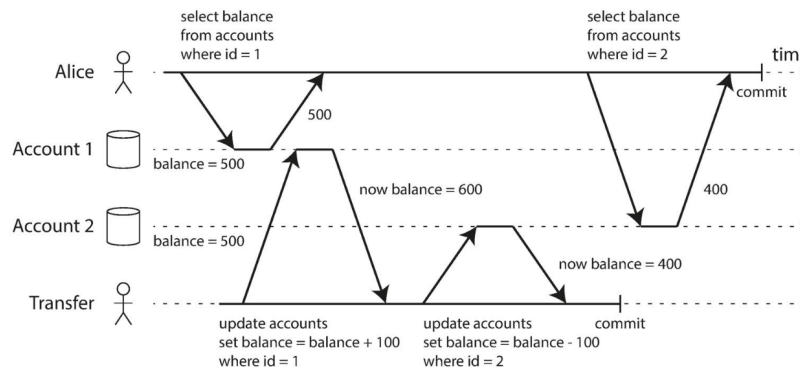 select balance
from accounts
where id = 1
select balance
from accounts
where id = 2
tim
Alice
commit
500
Account 1
balance = 500
now balance = 600
400
Account 2
balance = 500
now balance = 400
Transfer
update accounts
set balance = balance + 100
where id = 1
update accounts
set balance = balance - 100
where id = 2
commit